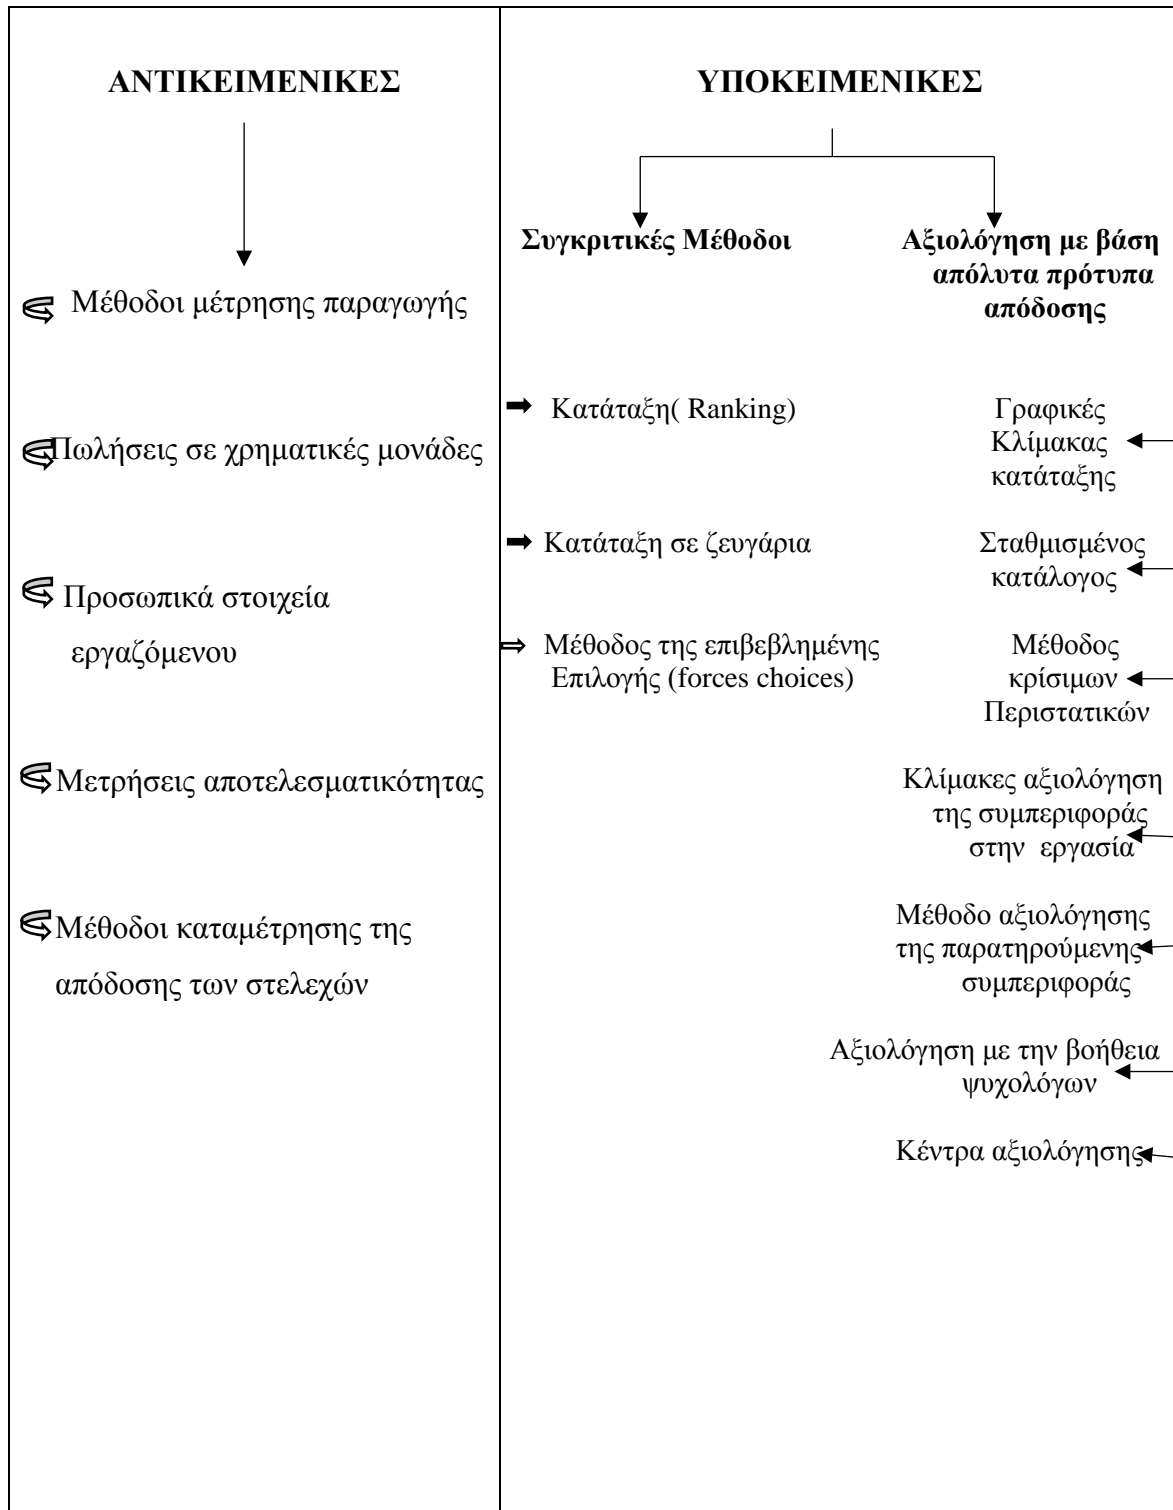 ΑΝΤΙΚΕΙΜΕΝΙΚΕΣ
Μέθοδοι μέτρησης παραγωγής
Πωλήσεις σε χρηματικές μονάδες
Προσωπικά στοιχεία
εργαζόμενου
Μετρήσεις αποτελεσματικότητας
Μέθοδοι καταμέτρησης της
απόδοσης των στελεχών
ΥΠΟΚΕΙΜΕΝΙΚΕΣ
Συγκριτικές Μέθοδοι
Κατάταξη( Ranking)
Κατάταξη σε ζευγάρια
Μέθοδος της επιβεβλημένης
Επιλογής (forces choices)
Αξιολόγηση με βάση
απόλυτα πρότυπα
απόδοσης
Γραφικές
Κλίμακας
κατάταξης
Σταθμισμένος
κατάλογος
Μέθοδος
κρίσιμων
Περιστατικών
Κλίμακες αξιολόγηση
της συμπεριφοράς
στην εργασία
Μέθοδο αξιολόγησης
της παρατηρούμενης
συμπεριφοράς
Αξιολόγηση με την βοήθεια
ψυχολόγων
Κέντρα αξιολόγησης